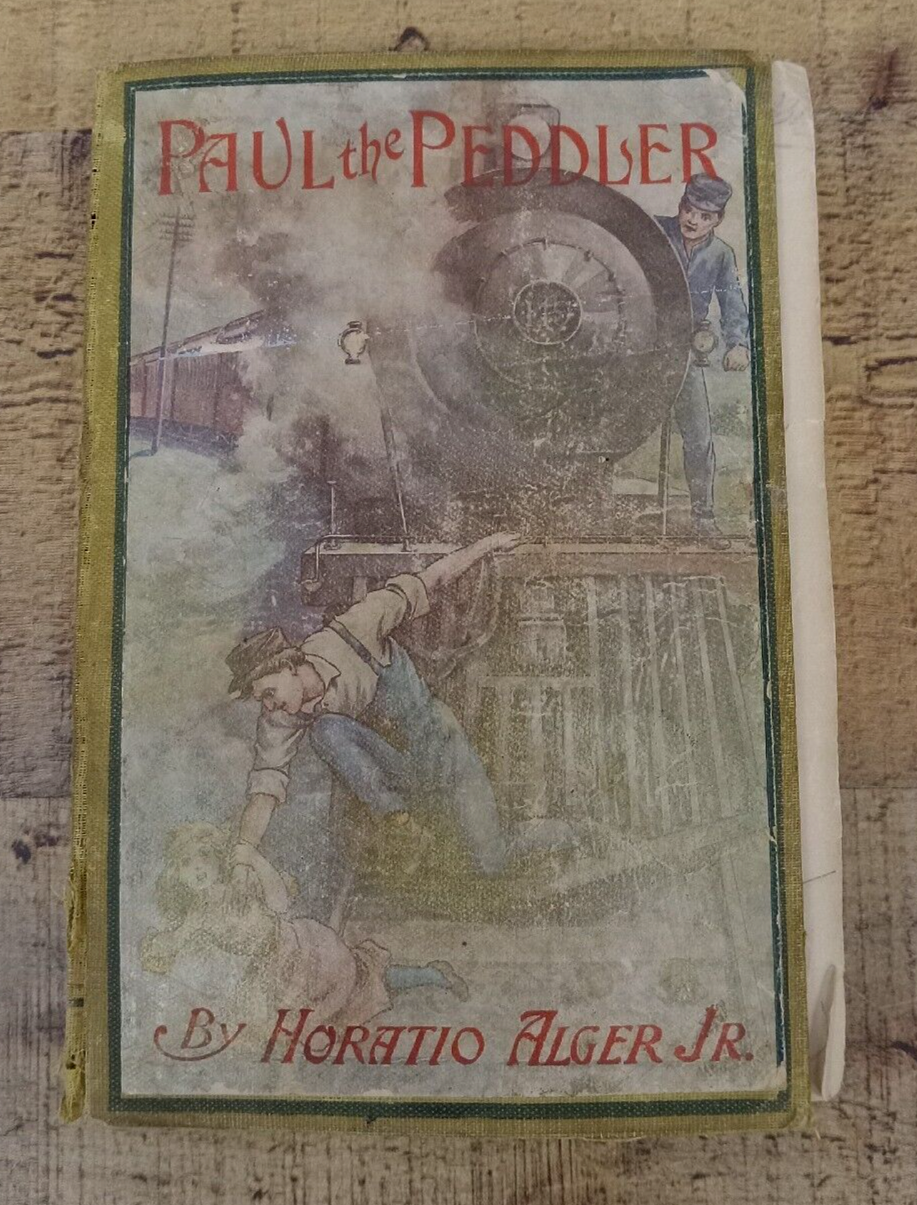 PAUL the PEDDLER
By HORATIO ALGER JR.